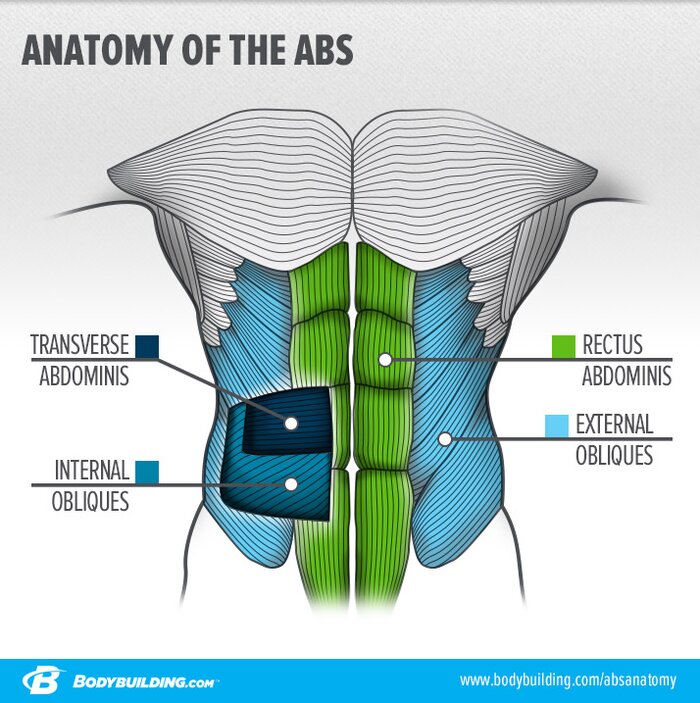 ANATOMY OF THE ABS
TRANSVERSE
ABDOMINIS
RECTUS
ABDOMINIS
EXTERNAL
OBLIQUES
INTERNAL
OBLIQUES
B BODYBUILDING.COM
www.bodybuilding.com/absanatomy